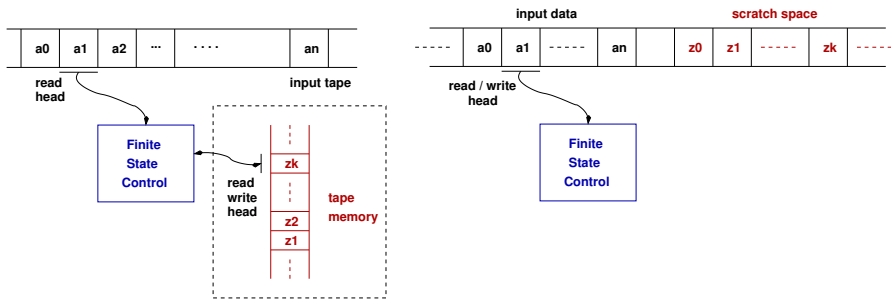 a0 a1 a2 ... ....  an
read
head
input tape
Finite
State
Control
read
write
head
zk
z2
z1
tape
memory
input data
scratch space
a0 a1 an z0 z1 zk
read / write
head
Finite
State
Control